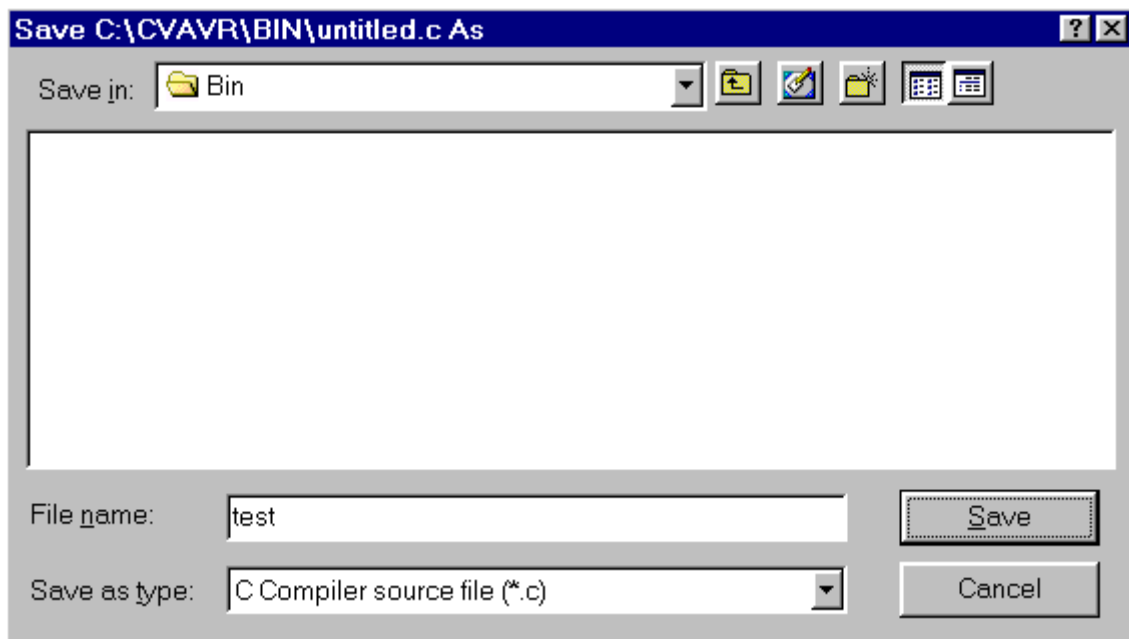 Save C:\CVAVR\BIN\untitled.c As
Save in: Bin
File name: test Save
Save as type: C Compiler source file (*.c) Cancel